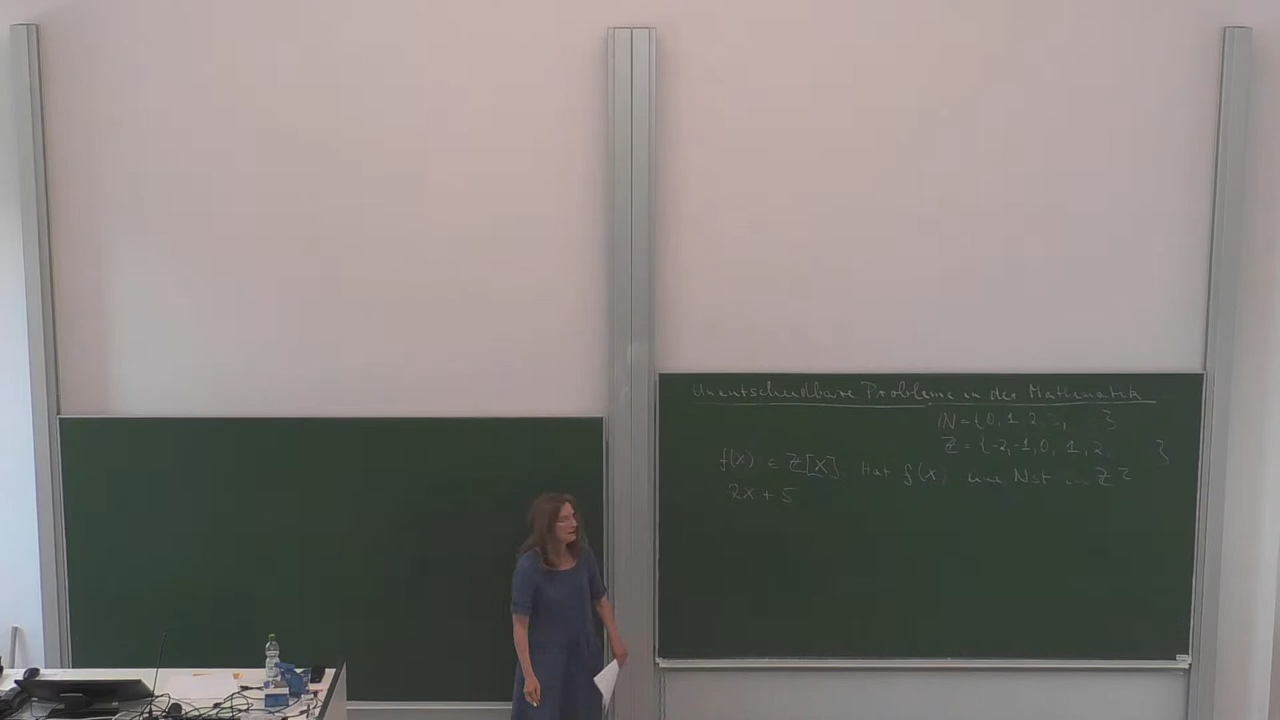 Unentscheidbare Probleme in der Mathematik
ℕ = {0, 1, 2, 3, }
ℤ = {-2, -1, 0, 1, 2, }
f(X) ∈ ℤ[X]. Hat f(X) eine Nst in ℤ?
2X + 5